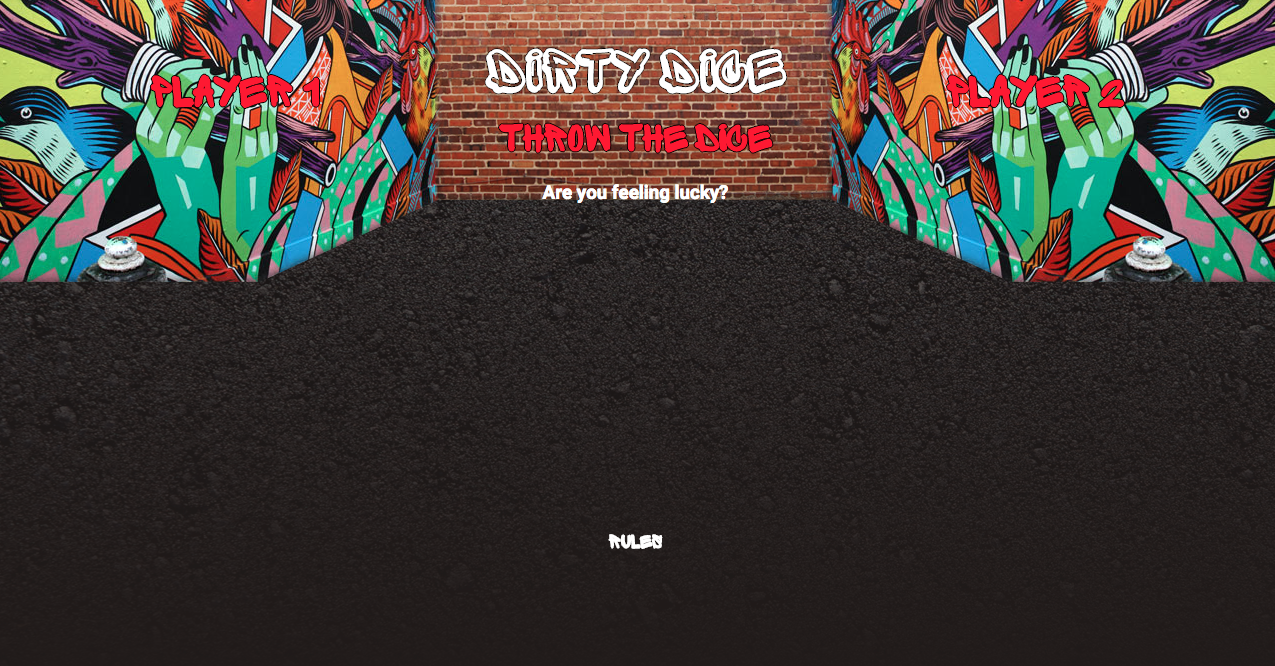 DIRTY DICE
PLAYER 1
PLAYER 2
THROW THE DICE
Are you feeling lucky?
RULES